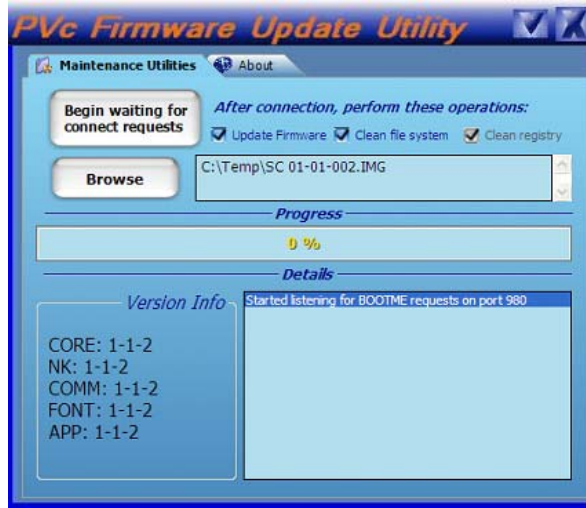 PVc Firmware Update Utility
Maintenance Utilities
About
Begin waiting for
connect requests
After connection, perform these operations:
Update Firmware
Clean file system
Clean registry
Browse
C:\Temp\SC 01-01-002.IMG
Progress
0 %
Details
Version Info
Started listening for BOOTME requests on port 980
CORE: 1-1-2
NK: 1-1-2
COMM: 1-1-2
FONT: 1-1-2
APP: 1-1-2